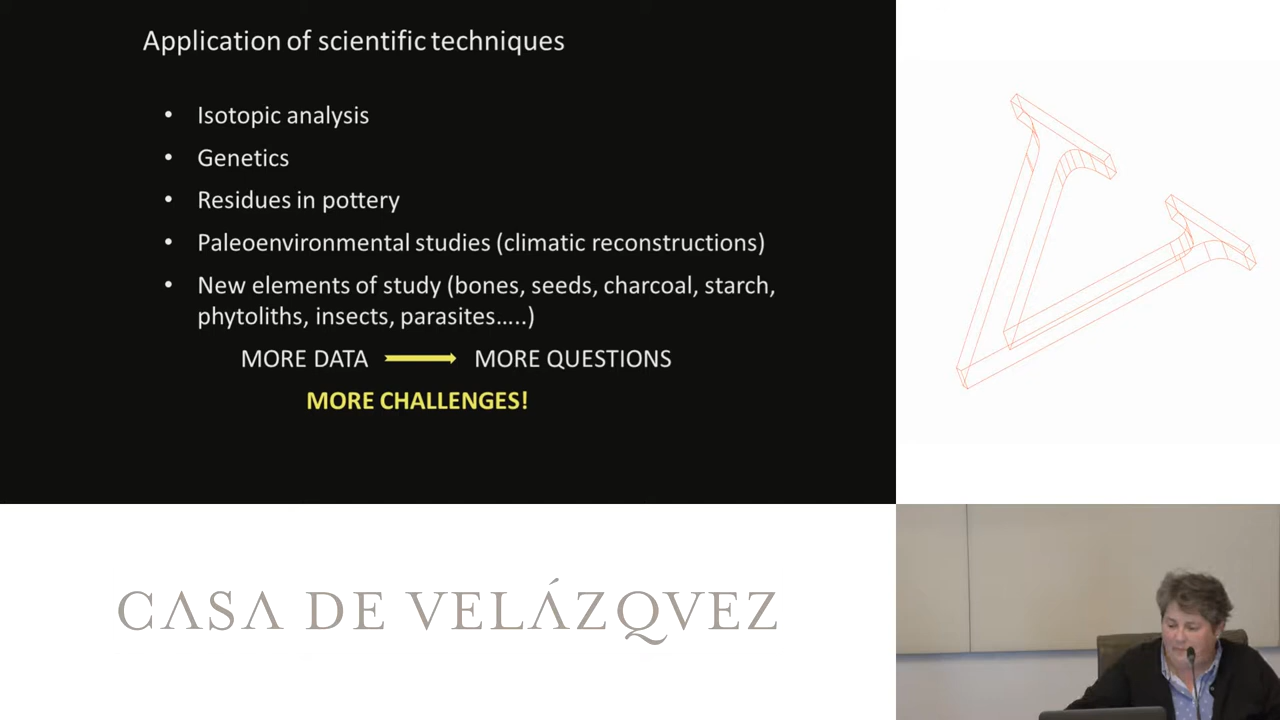 Application of scientific techniques
• Isotopic analysis
• Genetics
• Residues in pottery
• Paleoenvironmental studies (climatic reconstructions)
• New elements of study (bones, seeds, charcoal, starch,
phytoliths, insects, parasites…..)
MORE DATA MORE QUESTIONS
MORE CHALLENGES!
CASA DE VELÁZQVEZ